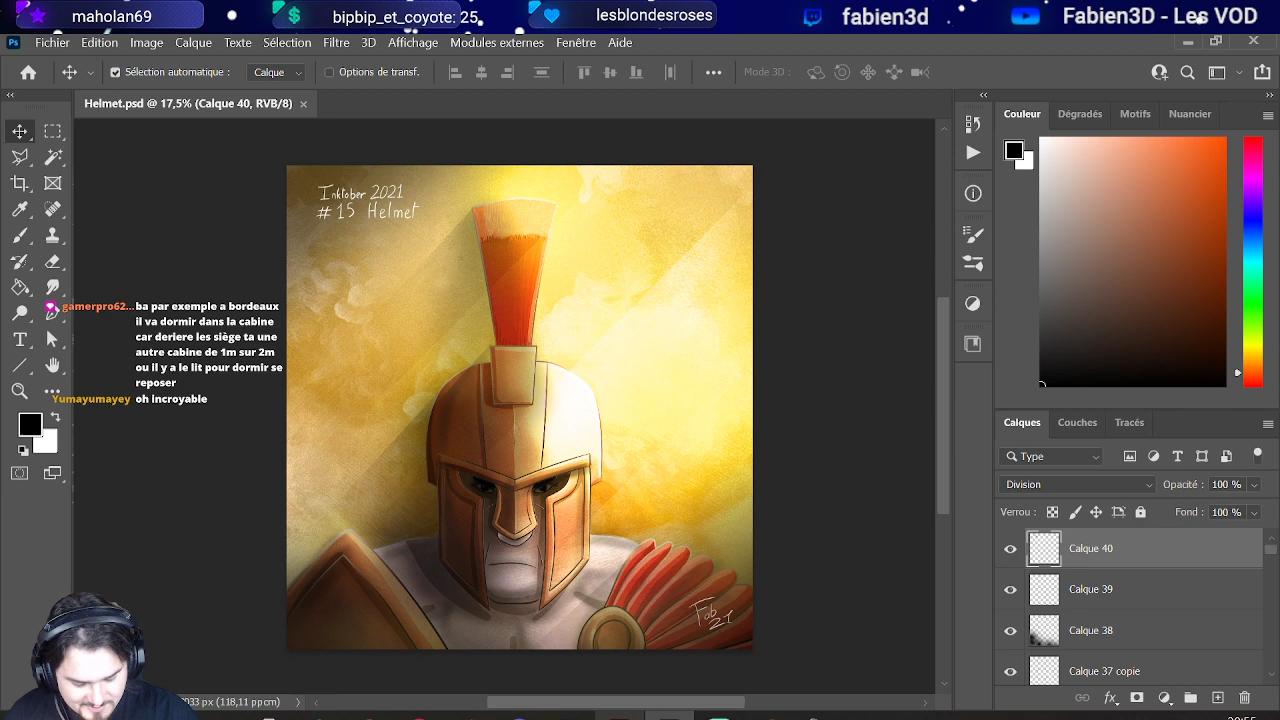 maholan69
bipbip_et_coyote: 25
lesblondesroses
fabien3d
Fabien3D - Les VOD
Ps
Fichier Edition Image Calque Texte Sélection Filtre 3D Affichage Modules externes Fenêtre Aide
Sélection automatique : Calque Options de transf. Mode 3D :
Helmet.psd @ 17,5% (Calque 40, RVB/8)
Couleur Dégradés Motifs Nuancier
Inktober 2021
# 15 Helmet
gamerpro62... ba par exemple a bordeaux
il va dormir dans la cabine
car deriere les siège ta une
autre cabine de 1m sur 2m
ou il y a le lit pour dormir se
reposer
Yumayumayey oh incroyable
Fab
21
Calques Couches Tracés
Type
Division Opacité : 100 %
Verrou : Fond : 100 %
Calque 40
Calque 39
Calque 38
Calque 37 copie
fx
033 px (118,11 ppcm)